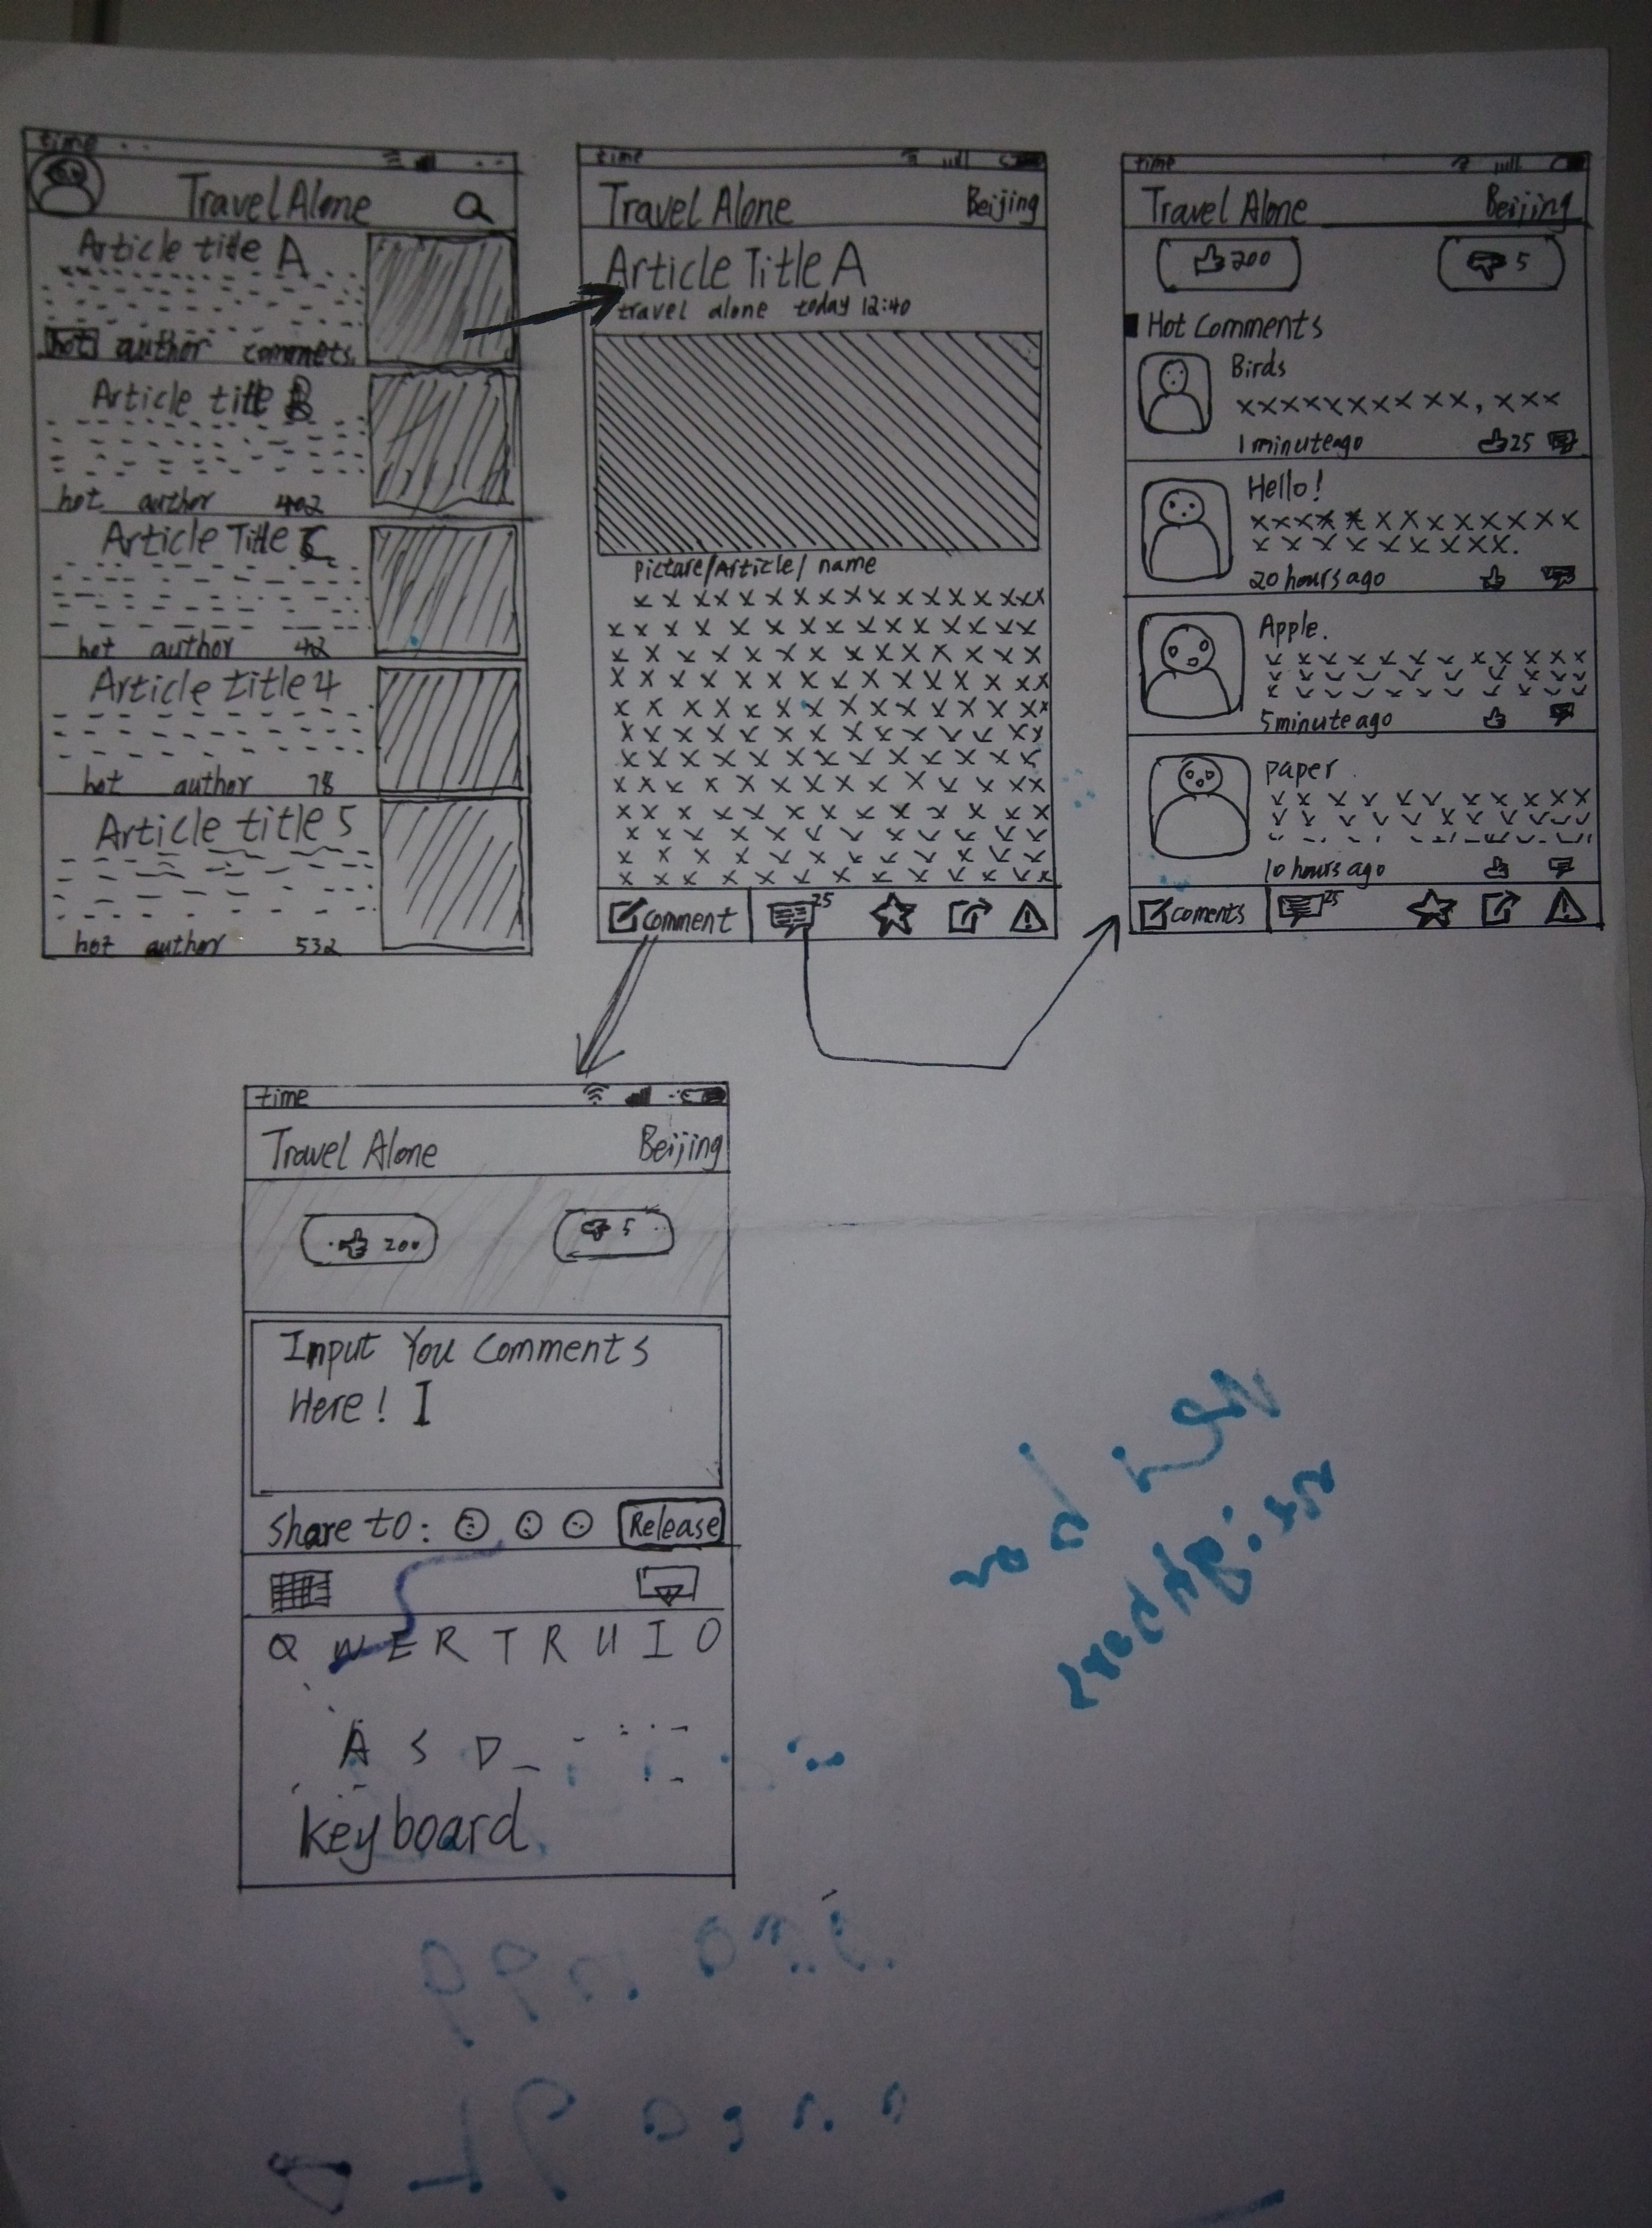 time
Travel Alone
Article title A
hot author commets.
Article title B
hot author 402
Article Title C
hot author 42
Article title 4
hot author 78
Article title 5
hot author 532
time
Travel Alone Beijing
Article Title A
travel alone today 12:40
picture/Article/ name
comment 25
time
Travel Alone Beijing
200 5
Hot Comments
Birds
1 minute ago 25
Hello!
20 hours ago
Apple.
5 minute ago
paper
10 hours ago
coments 25
time
Travel Alone Beijing
200 5
Input You Comments
Here! I
share to: Release
Q W E R T R U I O
A S D
keyboard